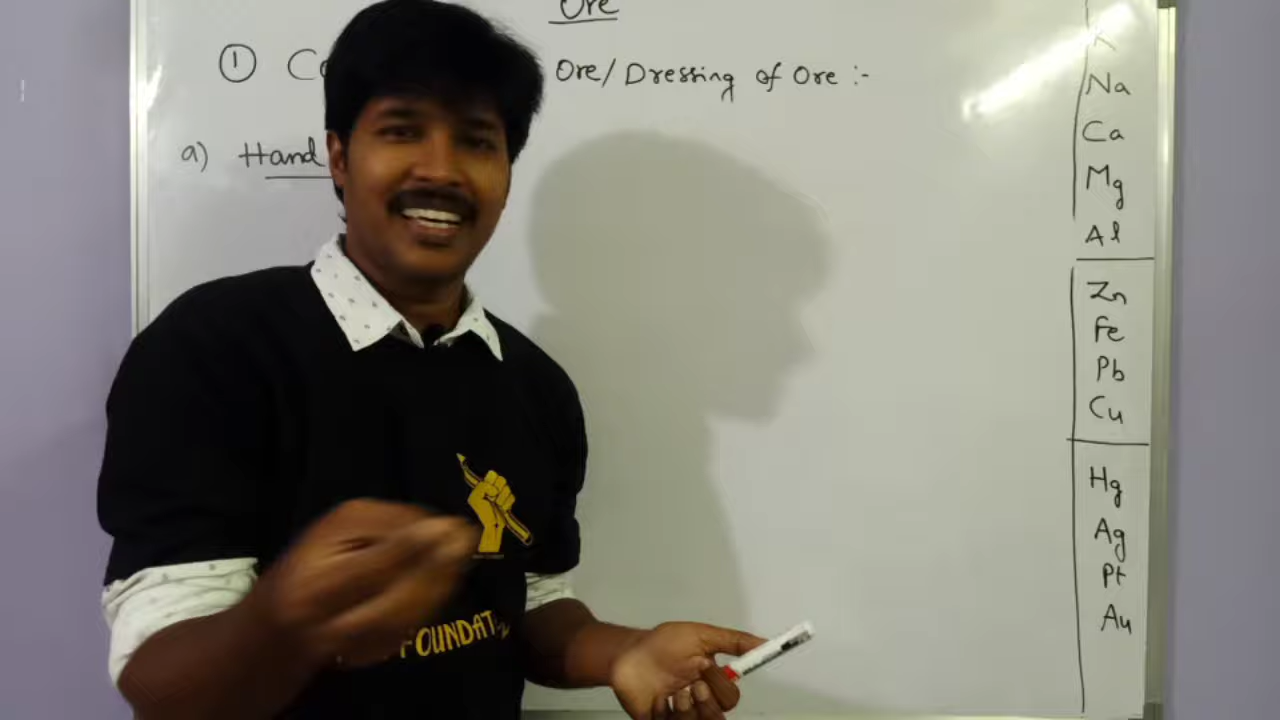 Ore
① Co Ore/Dressing of Ore :-
a) Hand
K
Na
Ca
Mg
Al
Zn
Fe
Pb
Cu
Hg
Ag
Pt
Au
FOUNDAT